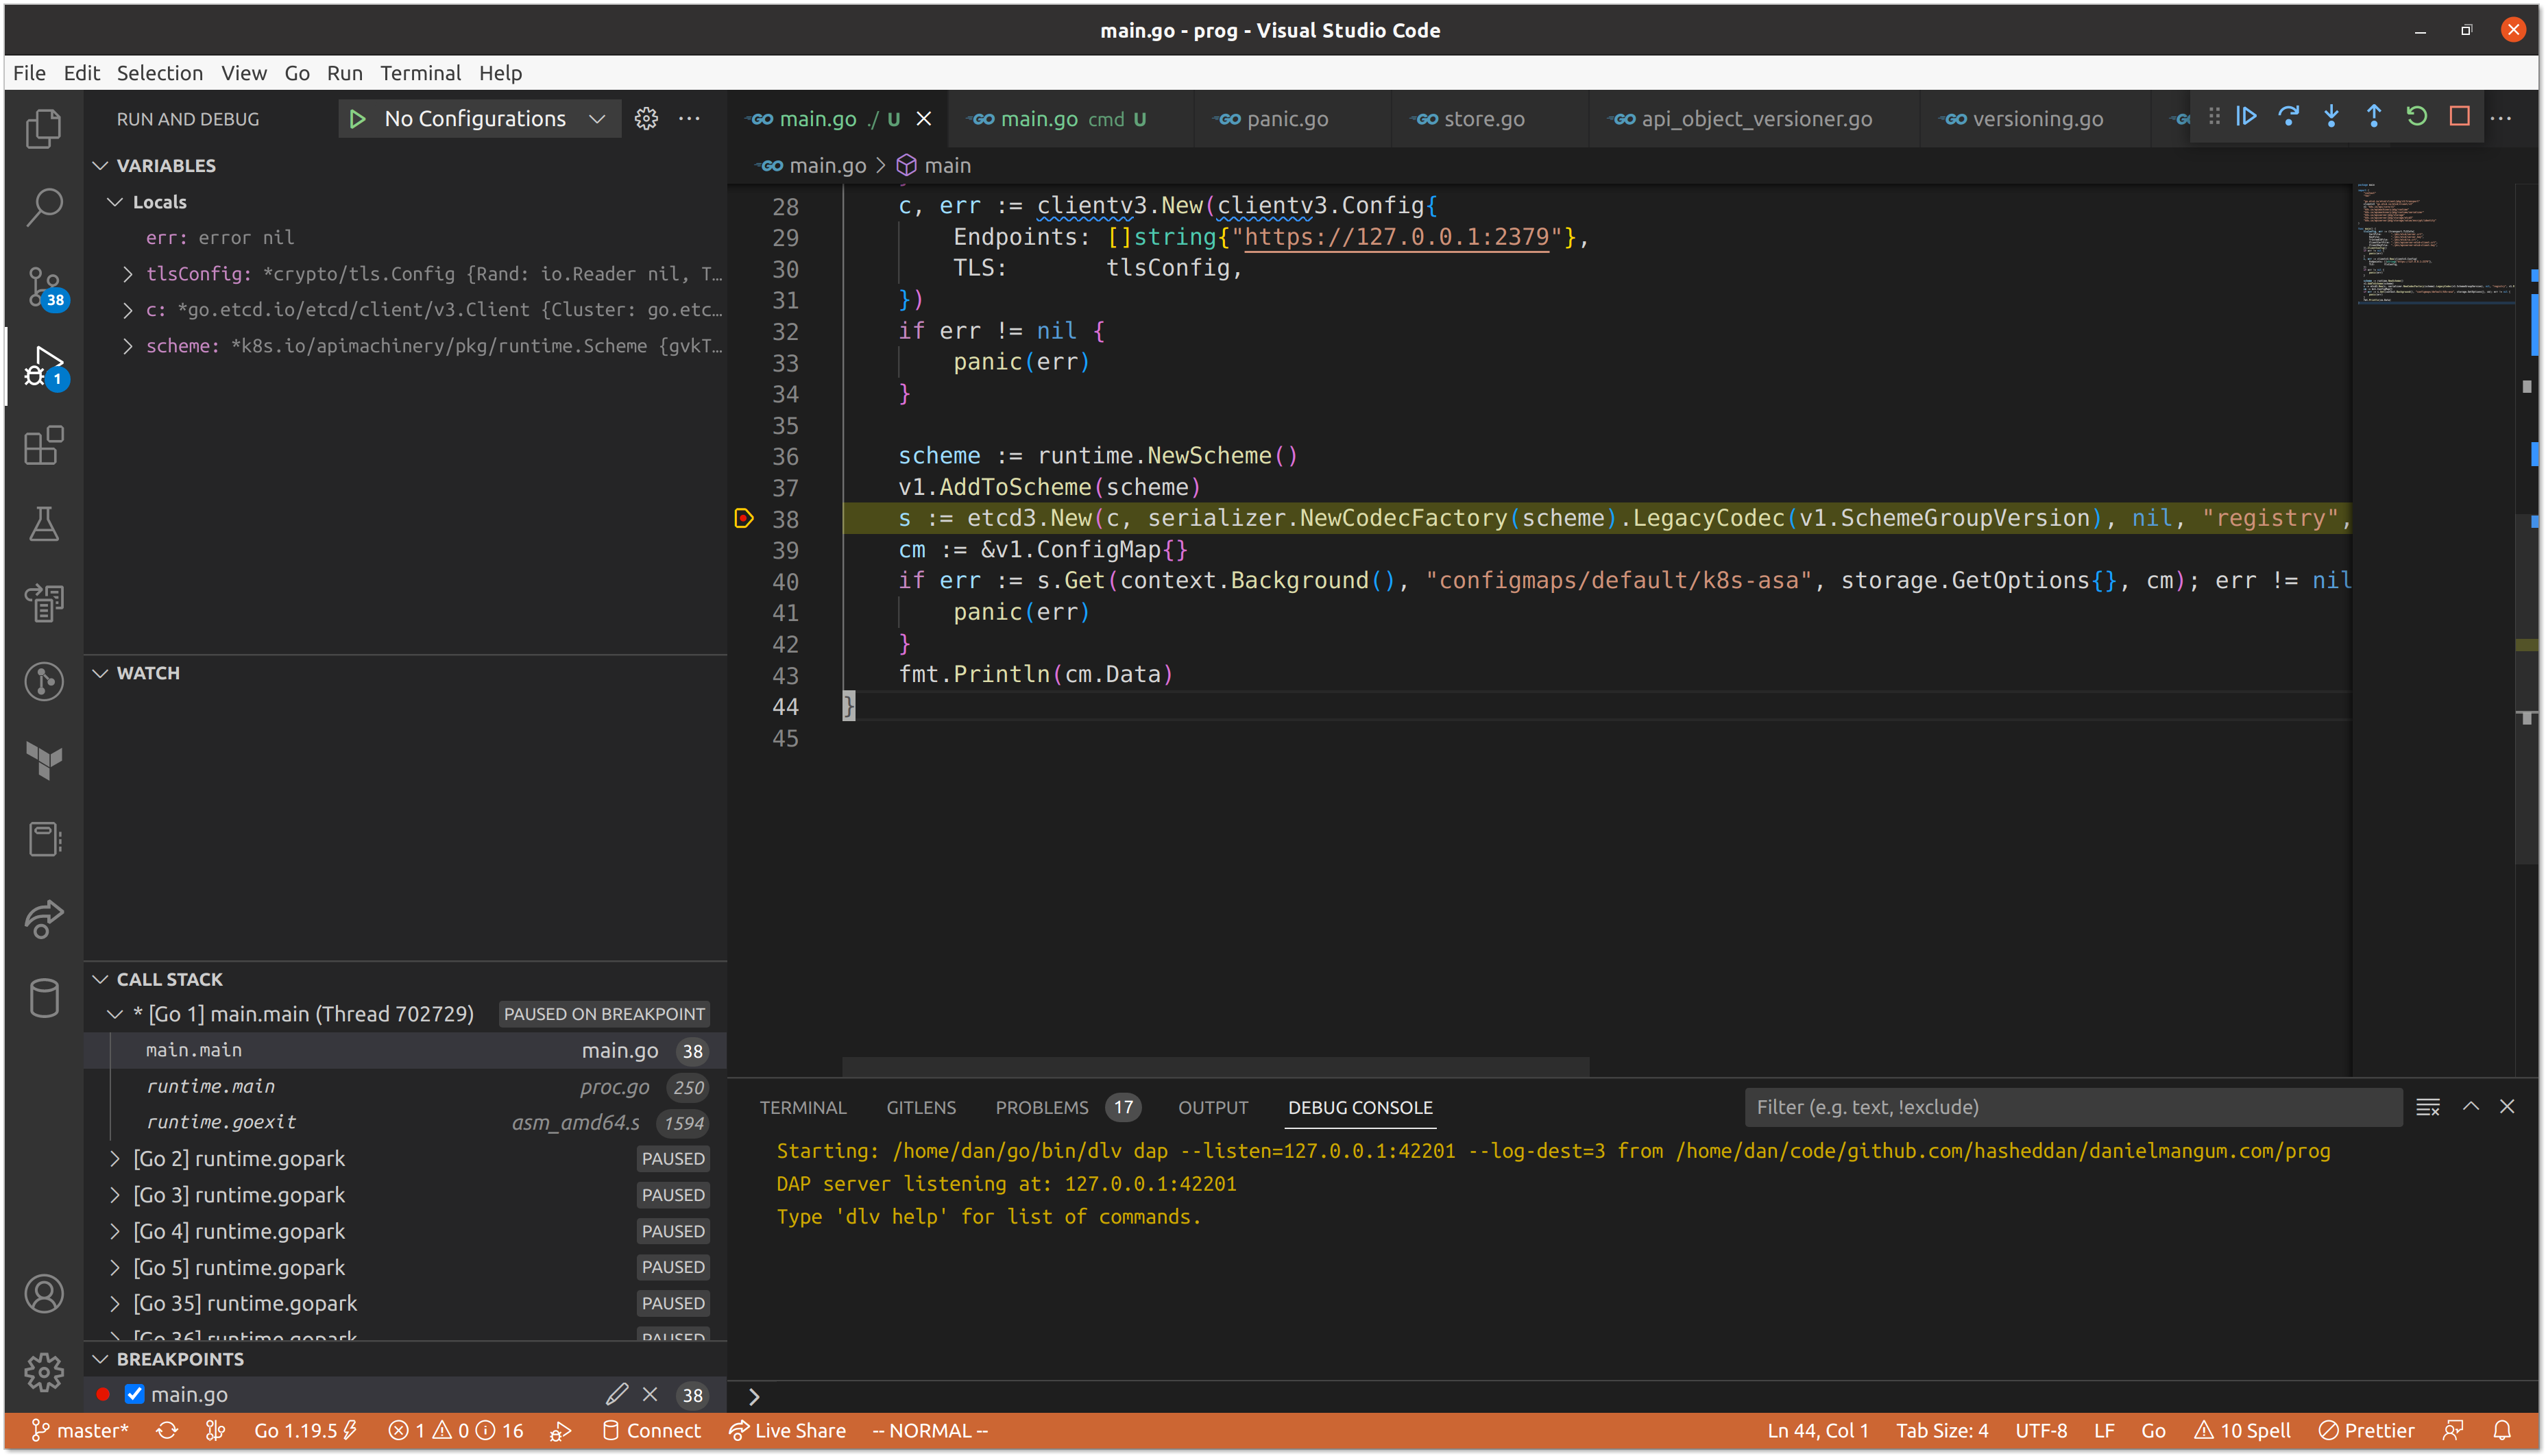 main.go - prog - Visual Studio Code
File Edit Selection View Go Run Terminal Help
RUN AND DEBUG
No Configurations
VARIABLES
Locals
err: error nil
tlsConfig: *crypto/tls.Config {Rand: io.Reader nil, T…
c: *go.etcd.io/etcd/client/v3.Client {Cluster: go.etc…
scheme: *k8s.io/apimachinery/pkg/runtime.Scheme {gvkT…
38
1
WATCH
CALL STACK
* [Go 1] main.main (Thread 702729) PAUSED ON BREAKPOINT
main.main main.go 38
runtime.main proc.go 250
runtime.goexit asm_amd64.s 1594
[Go 2] runtime.gopark PAUSED
[Go 3] runtime.gopark PAUSED
[Go 4] runtime.gopark PAUSED
[Go 5] runtime.gopark PAUSED
[Go 35] runtime.gopark PAUSED
[Go 36] runtime.gopark PAUSED
BREAKPOINTS
main.go 38
GO main.go ./ U
GO main.go cmd U
GO panic.go
GO store.go
GO api_object_versioner.go
GO versioning.go
GO main.go > main
28 c, err := clientv3.New(clientv3.Config{
29 Endpoints: []string{"https://127.0.0.1:2379"},
30 TLS: tlsConfig,
31 })
32 if err != nil {
33 panic(err)
34 }
35
36 scheme := runtime.NewScheme()
37 v1.AddToScheme(scheme)
38 s := etcd3.New(c, serializer.NewCodecFactory(scheme).LegacyCodec(v1.SchemeGroupVersion), nil, "registry",
39 cm := &v1.ConfigMap{}
40 if err := s.Get(context.Background(), "configmaps/default/k8s-asa", storage.GetOptions{}, cm); err != nil
41 panic(err)
42 }
43 fmt.Println(cm.Data)
44 }
45
TERMINAL GITLENS PROBLEMS 17 OUTPUT DEBUG CONSOLE
Filter (e.g. text, !exclude)
Starting: /home/dan/go/bin/dlv dap --listen=127.0.0.1:42201 --log-dest=3 from /home/dan/code/github.com/hasheddan/danielmangum.com/prog
DAP server listening at: 127.0.0.1:42201
Type 'dlv help' for list of commands.
master* Go 1.19.5 1 0 16 Connect Live Share -- NORMAL -- Ln 44, Col 1 Tab Size: 4 UTF-8 LF Go 10 Spell Prettier